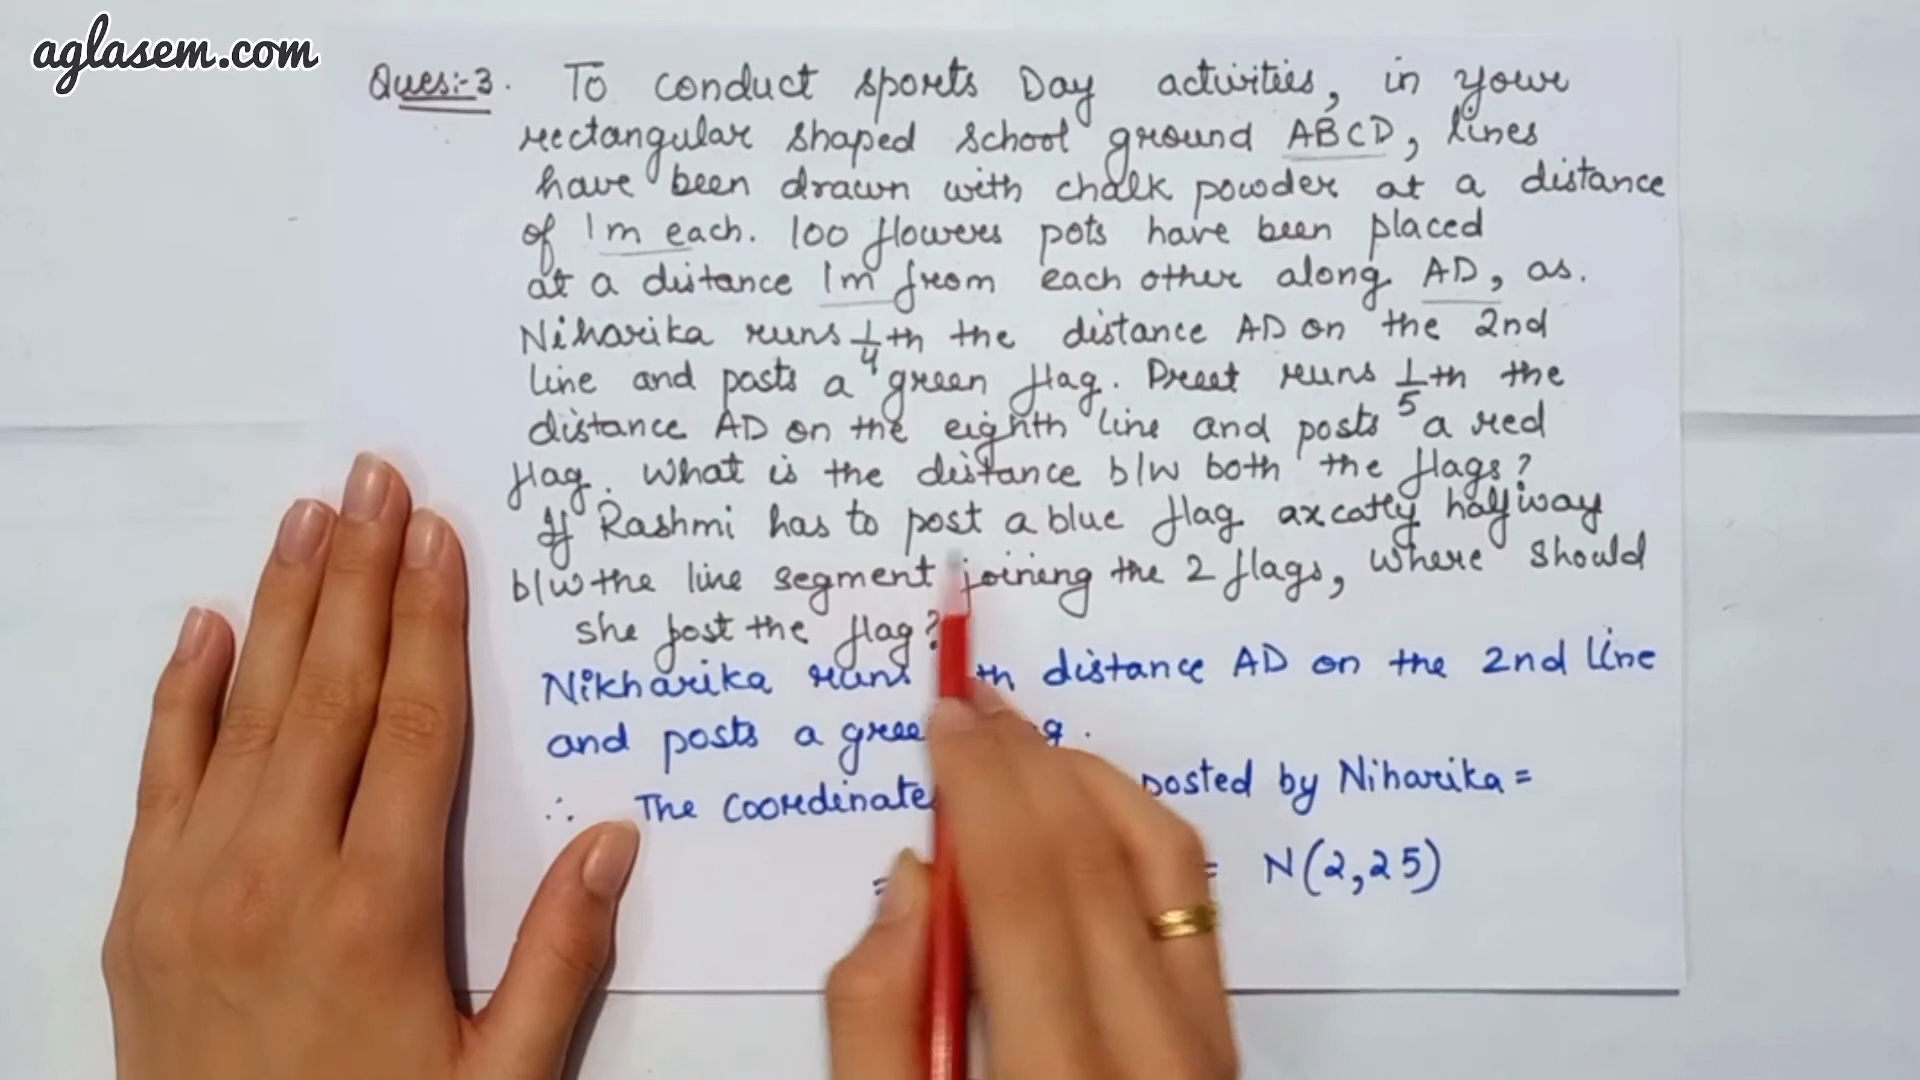 aglasem.com
Ques:-3. To conduct sports Day activities, in your
rectangular shaped school ground ABCD, lines
have been drawn with chalk powder at a distance
of 1m each. 100 flowers pots have been placed
at a distance 1m from each other along AD, as.
Niharika runs 1/4 th the distance AD on the 2nd
line and posts a green flag. Preet runs 1/5 th the
distance AD on the eighth line and posts a red
flag. What is the distance b/w both the flags?
If Rashmi has to post a blue flag axcatly halfway
b/w the line segment joining the 2 flags, where should
she post the flag?
Nikharika runs th distance AD on the 2nd line
and posts a gree g.
∴ The Coordinate posted by Niharika =
= = N(2,25)